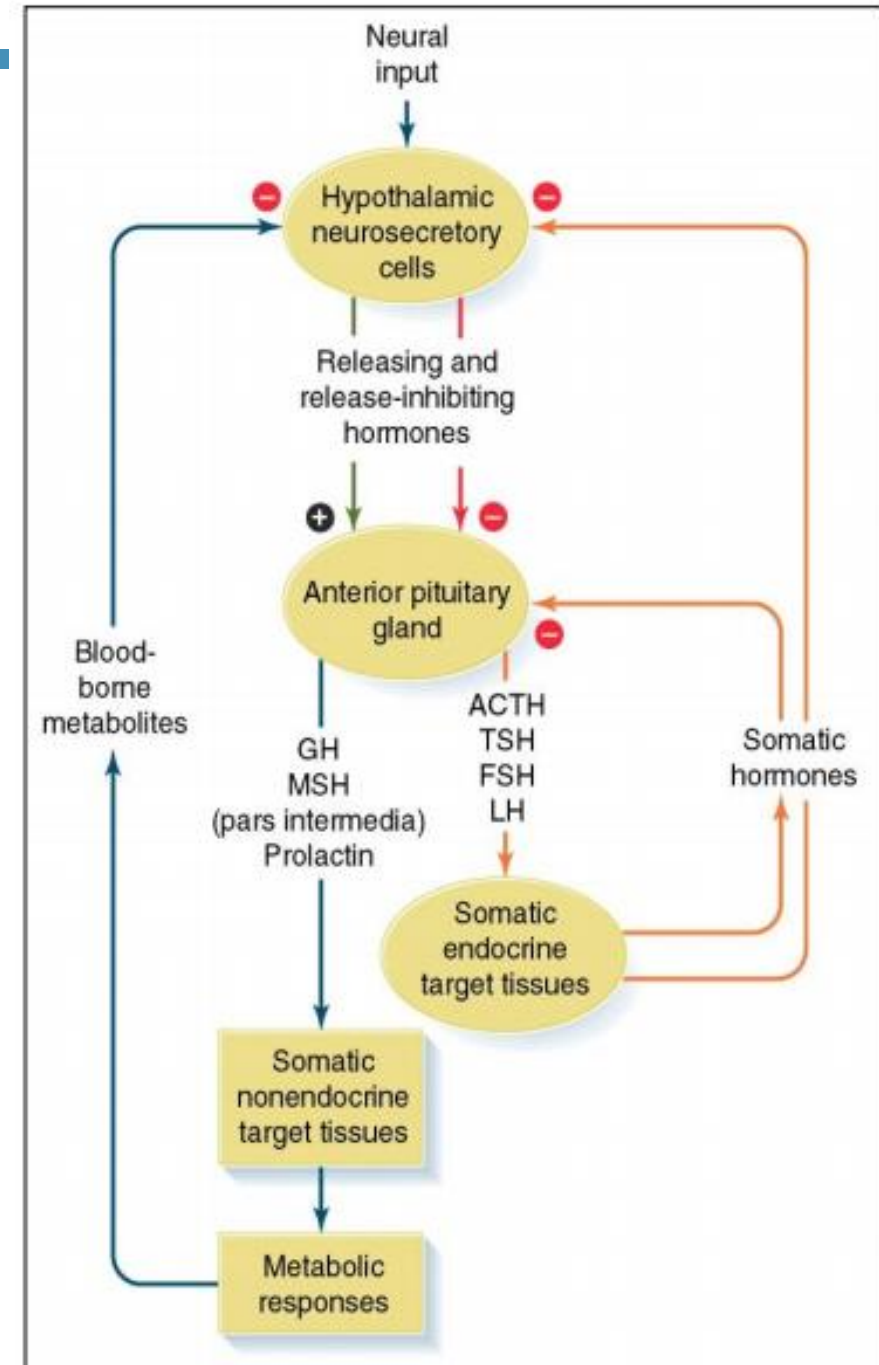 Neural
input
−
−
Hypothalamic
neurosecretory
cells
Releasing and
release-inhibiting
hormones
+
−
Anterior pituitary
gland
−
Blood-
borne
metabolites
GH
MSH
(pars intermedia)
Prolactin
ACTH
TSH
FSH
LH
Somatic
hormones
Somatic
endocrine
target tissues
Somatic
nonendocrine
target tissues
Metabolic
responses